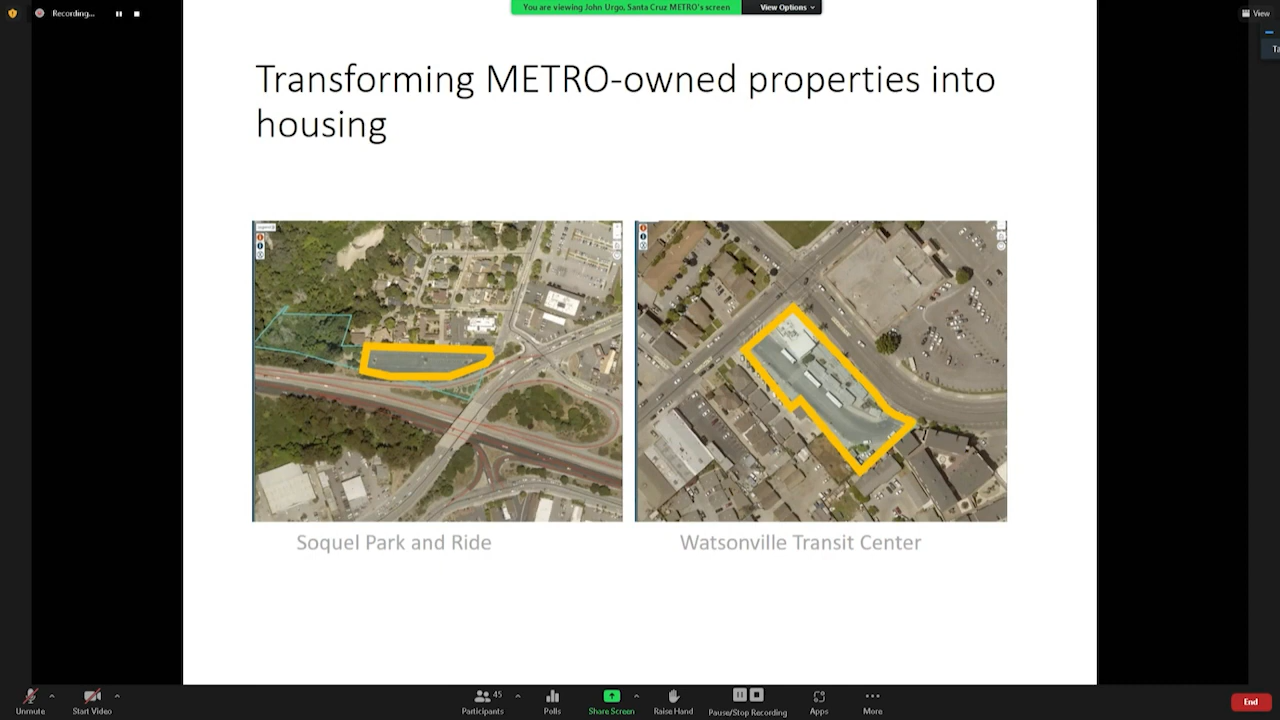 Recording...
You are viewing John Urgo, Santa Cruz METRO's screen
View Options
View
Ta
Transforming METRO-owned properties into
housing
Soquel Park and Ride
Watsonville Transit Center
Unmute
Start Video
45
Participants
Polls
Share Screen
Raise Hand
Pause/Stop Recording
Apps
More
End